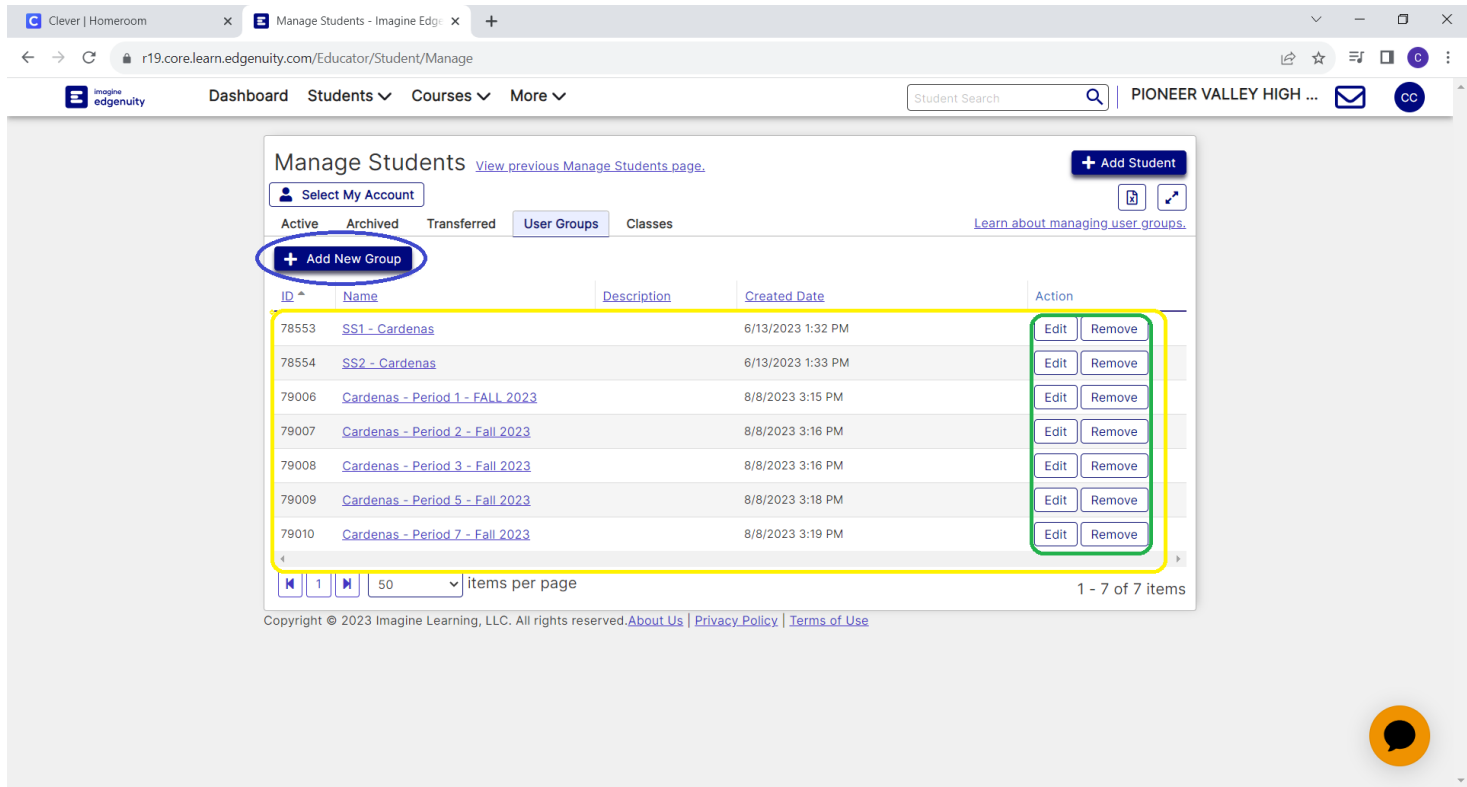 Clever | Homeroom
Manage Students - Imagine Edge
r19.core.learn.edgenuity.com/Educator/Student/Manage
C
imagine edgenuity
Dashboard Students Courses More
Student Search
PIONEER VALLEY HIGH ...
CC
Manage Students View previous Manage Students page.
Add Student
Select My Account
Active Archived Transferred User Groups Classes
Learn about managing user groups.
Add New Group
ID Name Description Created Date Action
78553 SS1 - Cardenas 6/13/2023 1:32 PM Edit Remove
78554 SS2 - Cardenas 6/13/2023 1:33 PM Edit Remove
79006 Cardenas - Period 1 - FALL 2023 8/8/2023 3:15 PM Edit Remove
79007 Cardenas - Period 2 - Fall 2023 8/8/2023 3:16 PM Edit Remove
79008 Cardenas - Period 3 - Fall 2023 8/8/2023 3:16 PM Edit Remove
79009 Cardenas - Period 5 - Fall 2023 8/8/2023 3:18 PM Edit Remove
79010 Cardenas - Period 7 - Fall 2023 8/8/2023 3:19 PM Edit Remove
1 50 items per page
1 - 7 of 7 items
Copyright © 2023 Imagine Learning, LLC. All rights reserved.About Us | Privacy Policy | Terms of Use